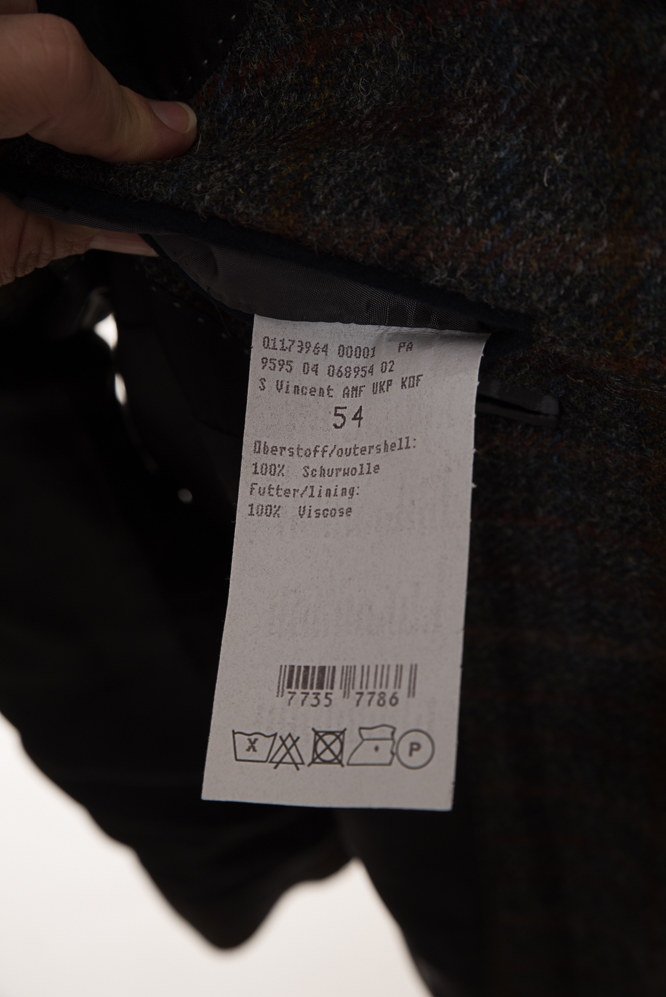 01173964 00001 PA
9595 04 068954 02
S Vincent AMF UKP KOF
54
Oberstoff/outershell:
100% Schurwolle
Futter/lining:
100% Viscose
7735 7786
X P